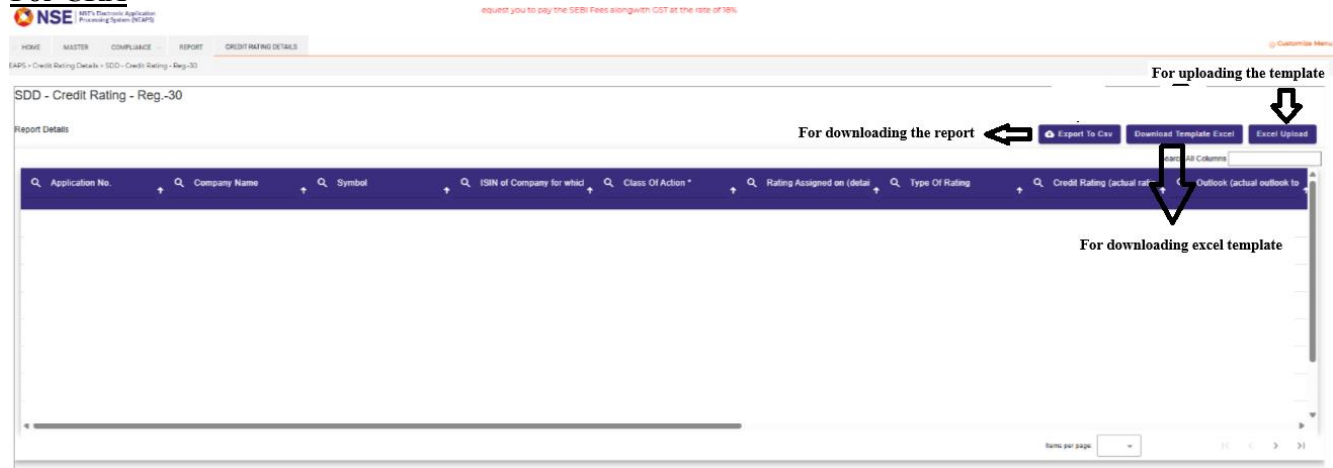 For CRA
NSE NSE's Electronic Application Processing System (NEAPS)
equest you to pay the SEBI Fees alongwith GST at the rate of 18%
HOME MASTER COMPLIANCE REPORT CREDIT RATING DETAILS
Customize Menu
EAPS > Credit Rating Details > SDD - Credit Rating - Reg-30
For uploading the template
SDD - Credit Rating - Reg.-30
Report Details
For downloading the report
Export To Csv Download Template Excel Excel Upload
All Columns
Application No. Company Name Symbol ISIN of Company for whicl Class Of Action * Rating Assigned on (detai Type Of Rating Credit Rating (actual rati Outlook (actual outlook to
For downloading excel template
Items per page